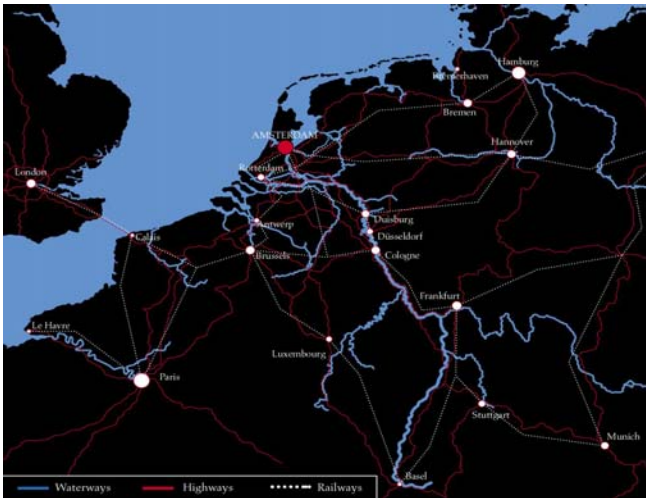 Hamburg
Bremerhaven
Bremen
AMSTERDAM
Hannover
Rotterdam
London
Duisburg
Antwerp
Düsseldorf
Calais
Brussels
Cologne
Frankfurt
Le Havre
Luxembourg
Paris
Stuttgart
Munich
Basel
Waterways Highways Railways